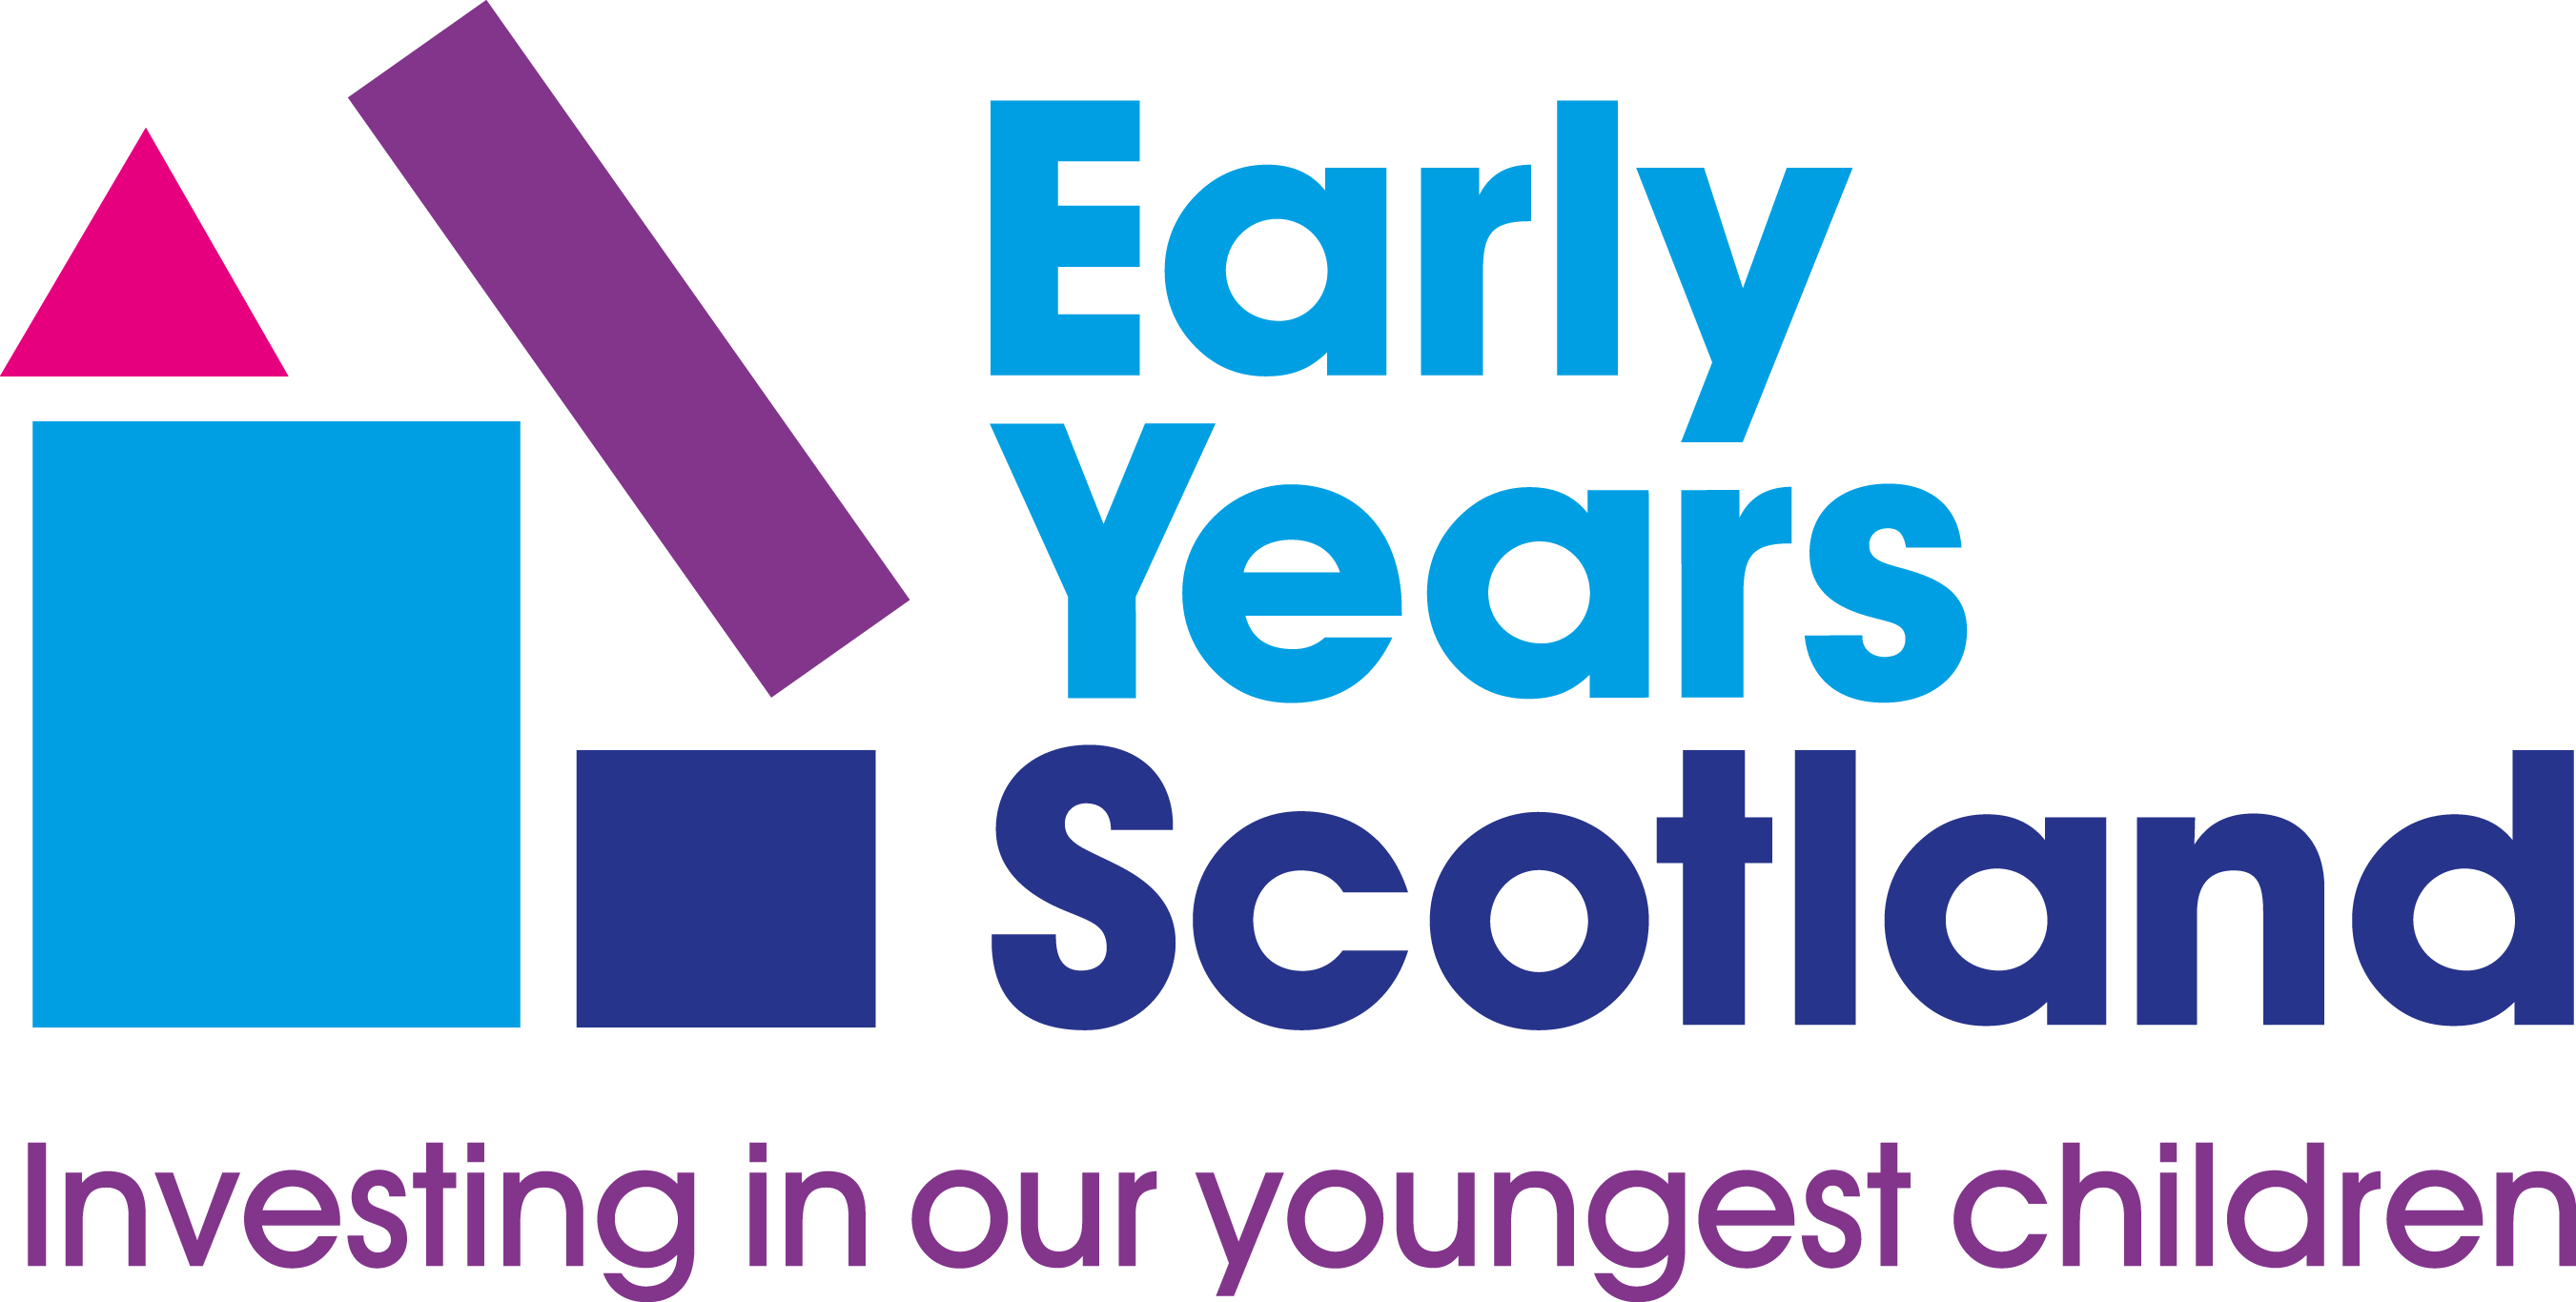 Early
Years
Scotland
Investing in our youngest children